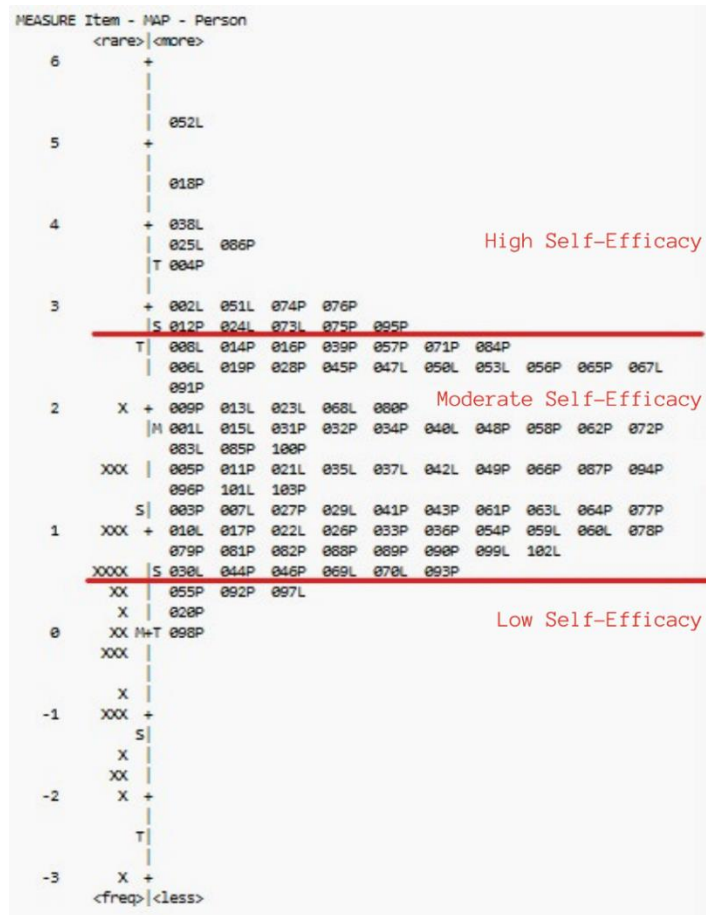 MEASURE Item - MAP - Person
<rare>|<more>
6 +
|
|
| 052L
5 +
|
| 018P
|
4 + 038L
| 025L 086P High Self-Efficacy
|T 004P
|
3 + 002L 051L 074P 076P
|S 012P 024L 073L 075P 095P
T| 008L 014P 016P 039P 057P 071P 084P
| 006L 019P 028P 045P 047L 050L 053L 056P 065P 067L
091P
2 X + 009P 013L 023L 068L 080P Moderate Self-Efficacy
|M 001L 015L 031P 032P 034P 040L 048P 058P 062P 072P
083L 085P 100P
XXX | 005P 011P 021L 035L 037L 042L 049P 066P 087P 094P
096P 101L 103P
S| 003P 007L 027P 029L 041P 043P 061P 063L 064P 077P
1 XXX + 010L 017P 022L 026P 033P 036P 054P 059L 060L 078P
079P 081P 082P 088P 089P 090P 099L 102L
XXXX |S 030L 044P 046P 069L 070L 093P
XX | 055P 092P 097L
X | 020P Low Self-Efficacy
0 XX M+T 098P
XXX |
|
X |
-1 XXX +
S|
X |
XX |
-2 X +
|
T|
|
-3 X +
<freq>|<less>